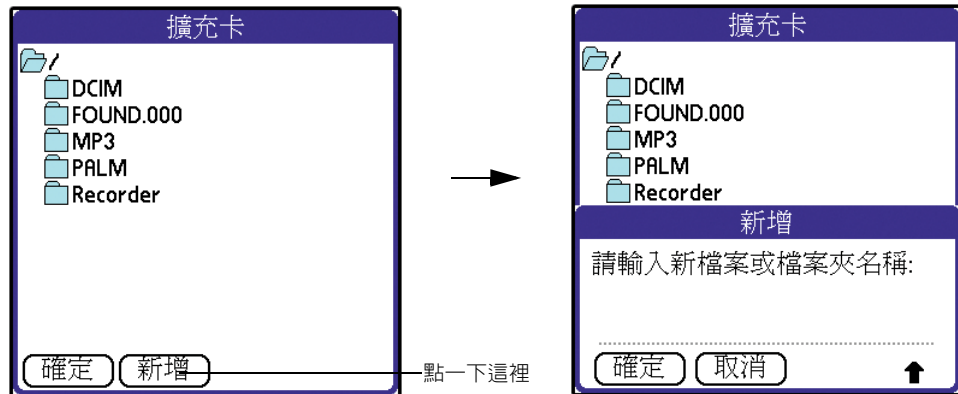 擴充卡
/
DCIM
FOUND.000
MP3
PALM
Recorder
確定 新增
點一下這裡
擴充卡
/
DCIM
FOUND.000
MP3
PALM
Recorder
新增
請輸入新檔案或檔案夾名稱:
確定 取消